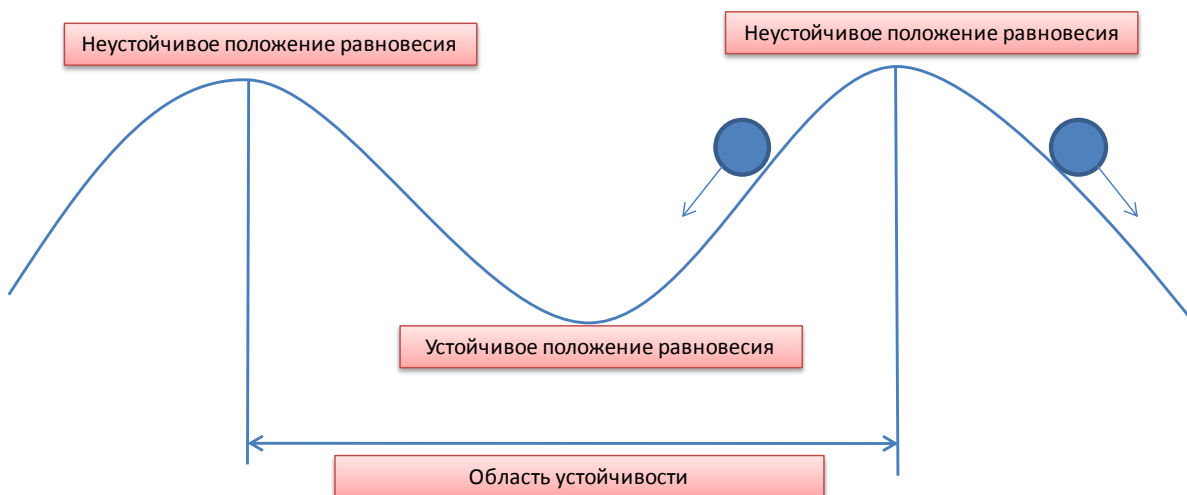 Неустойчивое положение равновесия
Неустойчивое положение равновесия
Устойчивое положение равновесия
Область устойчивости